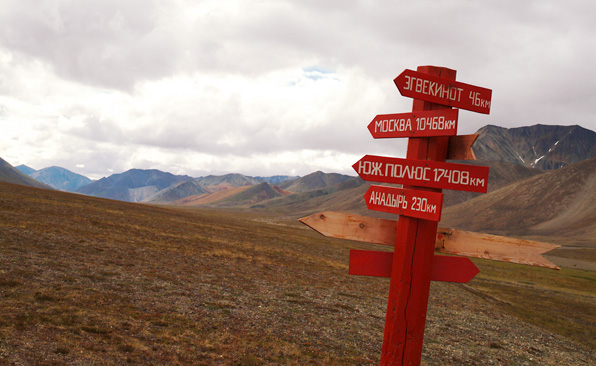 ЭГВЕКИНОТ 46км
МОСКВА 10468км
ЮЖ.ПОЛЮС 17408км
АНАДЫРЬ 230км